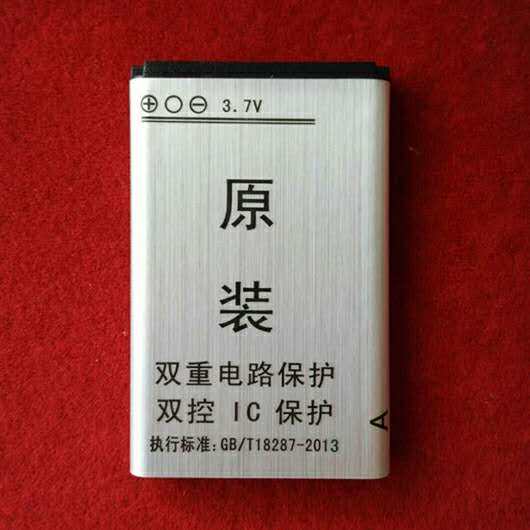 ⊕○⊖ 3.7V
原
装
双重电路保护
双控 IC 保护
执行标准:GB/T18287-2013
A